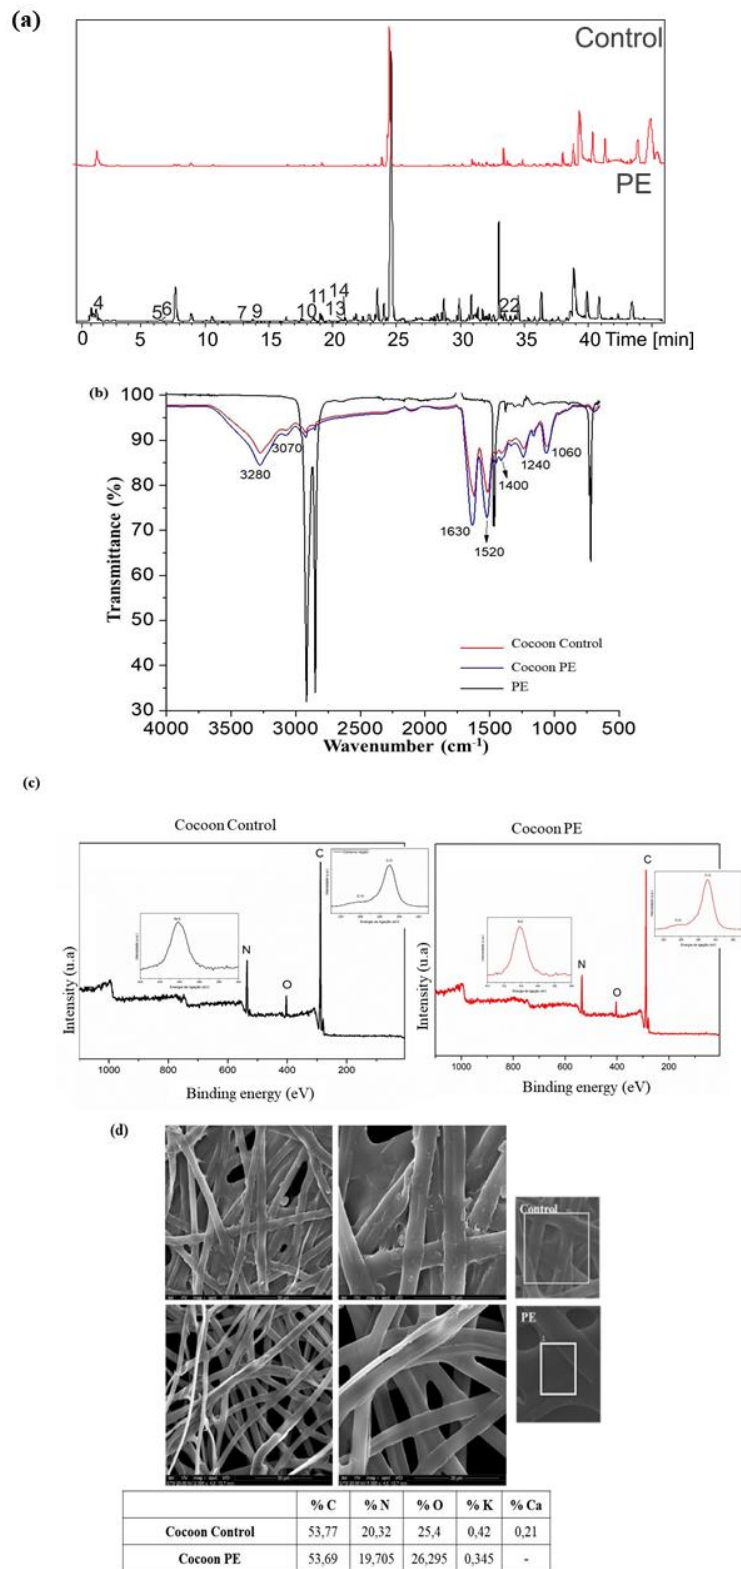 (a)
Control
PE
4
5
6
7
9
10
11
13
14
22
0 5 10 15 20 25 30 35 40 Time [min]
(b)
100
90
80
70
60
50
40
30
Transmittance (%)
3280
3070
1630
1520
1400
1240
1060
Cocoon Control
Cocoon PE
PE
4000 3500 3000 2500 2000 1500 1000 500
Wavenumber (cm⁻¹)
(c)
Cocoon Control
C
N
O
Intensity (u.a)
1000 800 600 400 200
Binding energy (eV)
Cocoon PE
C
N
O
Intensity (u.a)
1000 800 600 400 200
Binding energy (eV)
(d)
Control
PE
% C % N % O % K % Ca
Cocoon Control 53,77 20,32 25,4 0,42 0,21
Cocoon PE 53,69 19,705 26,295 0,345 -